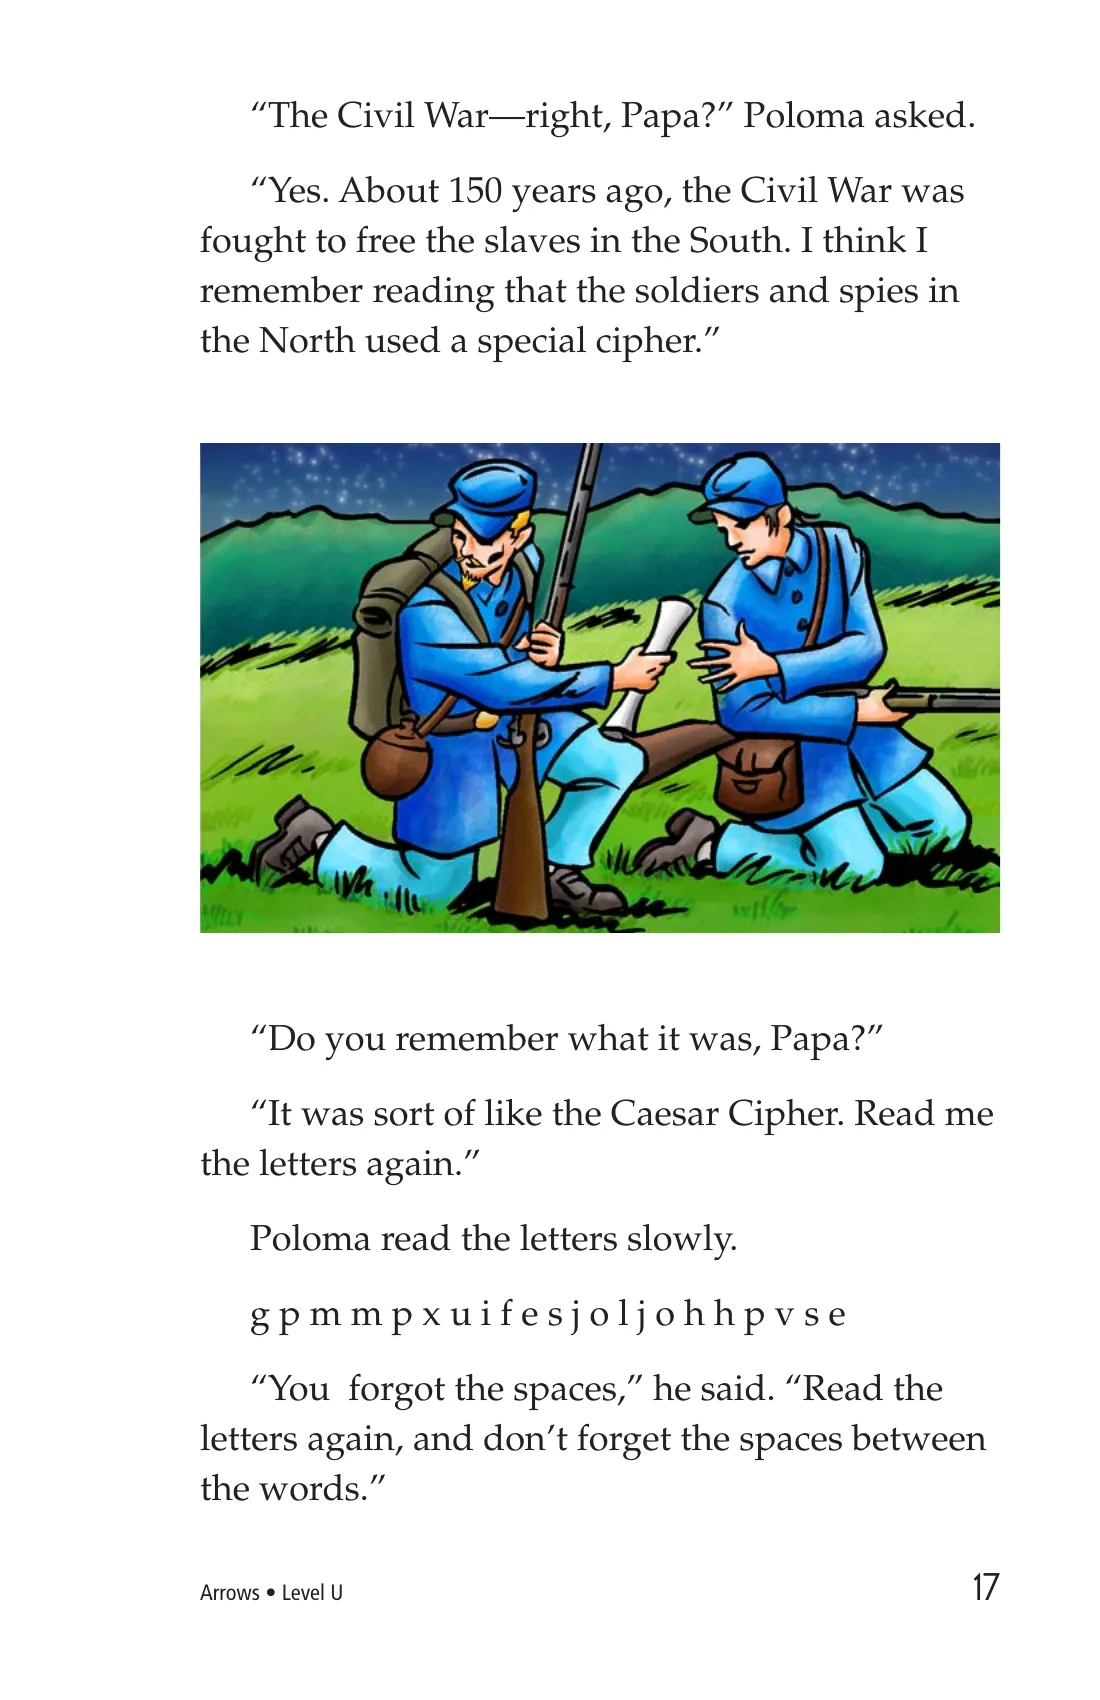 “The Civil War—right, Papa?” Poloma asked.
“Yes. About 150 years ago, the Civil War was
fought to free the slaves in the South. I think I
remember reading that the soldiers and spies in
the North used a special cipher.”
“Do you remember what it was, Papa?”
“It was sort of like the Caesar Cipher. Read me
the letters again.”
Poloma read the letters slowly.
g p m m p x u i f e s j o l j o h h p v s e
“You  forgot the spaces,” he said. “Read the
letters again, and don’t forget the spaces between
the words.”
Arrows • Level U
17